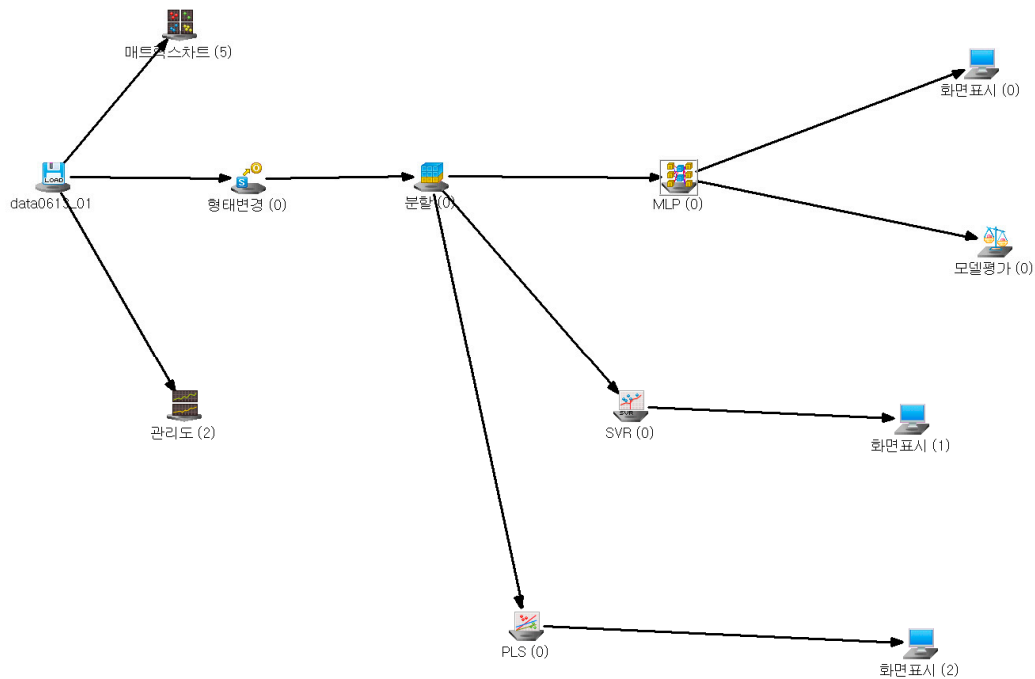 매트릭스차트 (5)
화면표시 (0)
LOAD
data0613_01
형태변경 (0)
분할 (0)
MLP (0)
모델평가 (0)
관리도 (2)
SVR
SVR (0)
화면표시 (1)
PLS (0)
화면표시 (2)